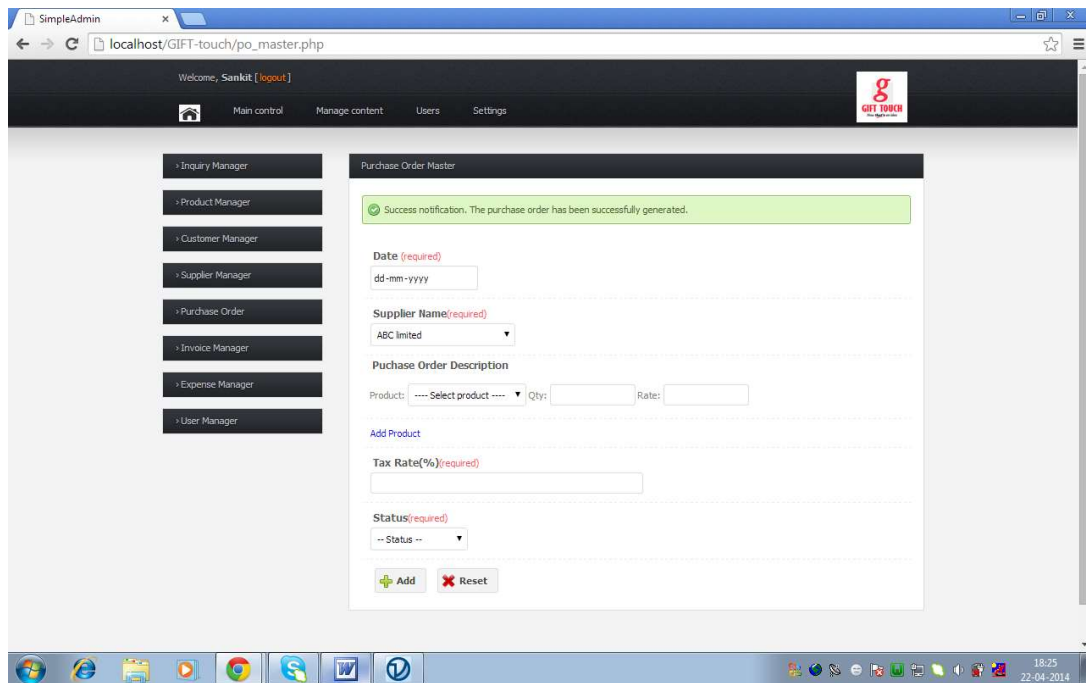 SimpleAdmin
localhost/GIFT-touch/po_master.php
Welcome, Sankit [logout]
Main control Manage content Users Settings
g
GIFT TOUCH
› Inquiry Manager
› Product Manager
› Customer Manager
› Supplier Manager
› Purchase Order
› Invoice Manager
› Expense Manager
› User Manager
Purchase Order Master
Success notification. The purchase order has been successfully generated.
Date (required)
dd-mm-yyyy
Supplier Name(required)
ABC limited
Puchase Order Description
Product: ---- Select product ---- Qty: Rate:
Add Product
Tax Rate(%)(required)
Status(required)
-- Status --
Add Reset
18:25
22-04-2014